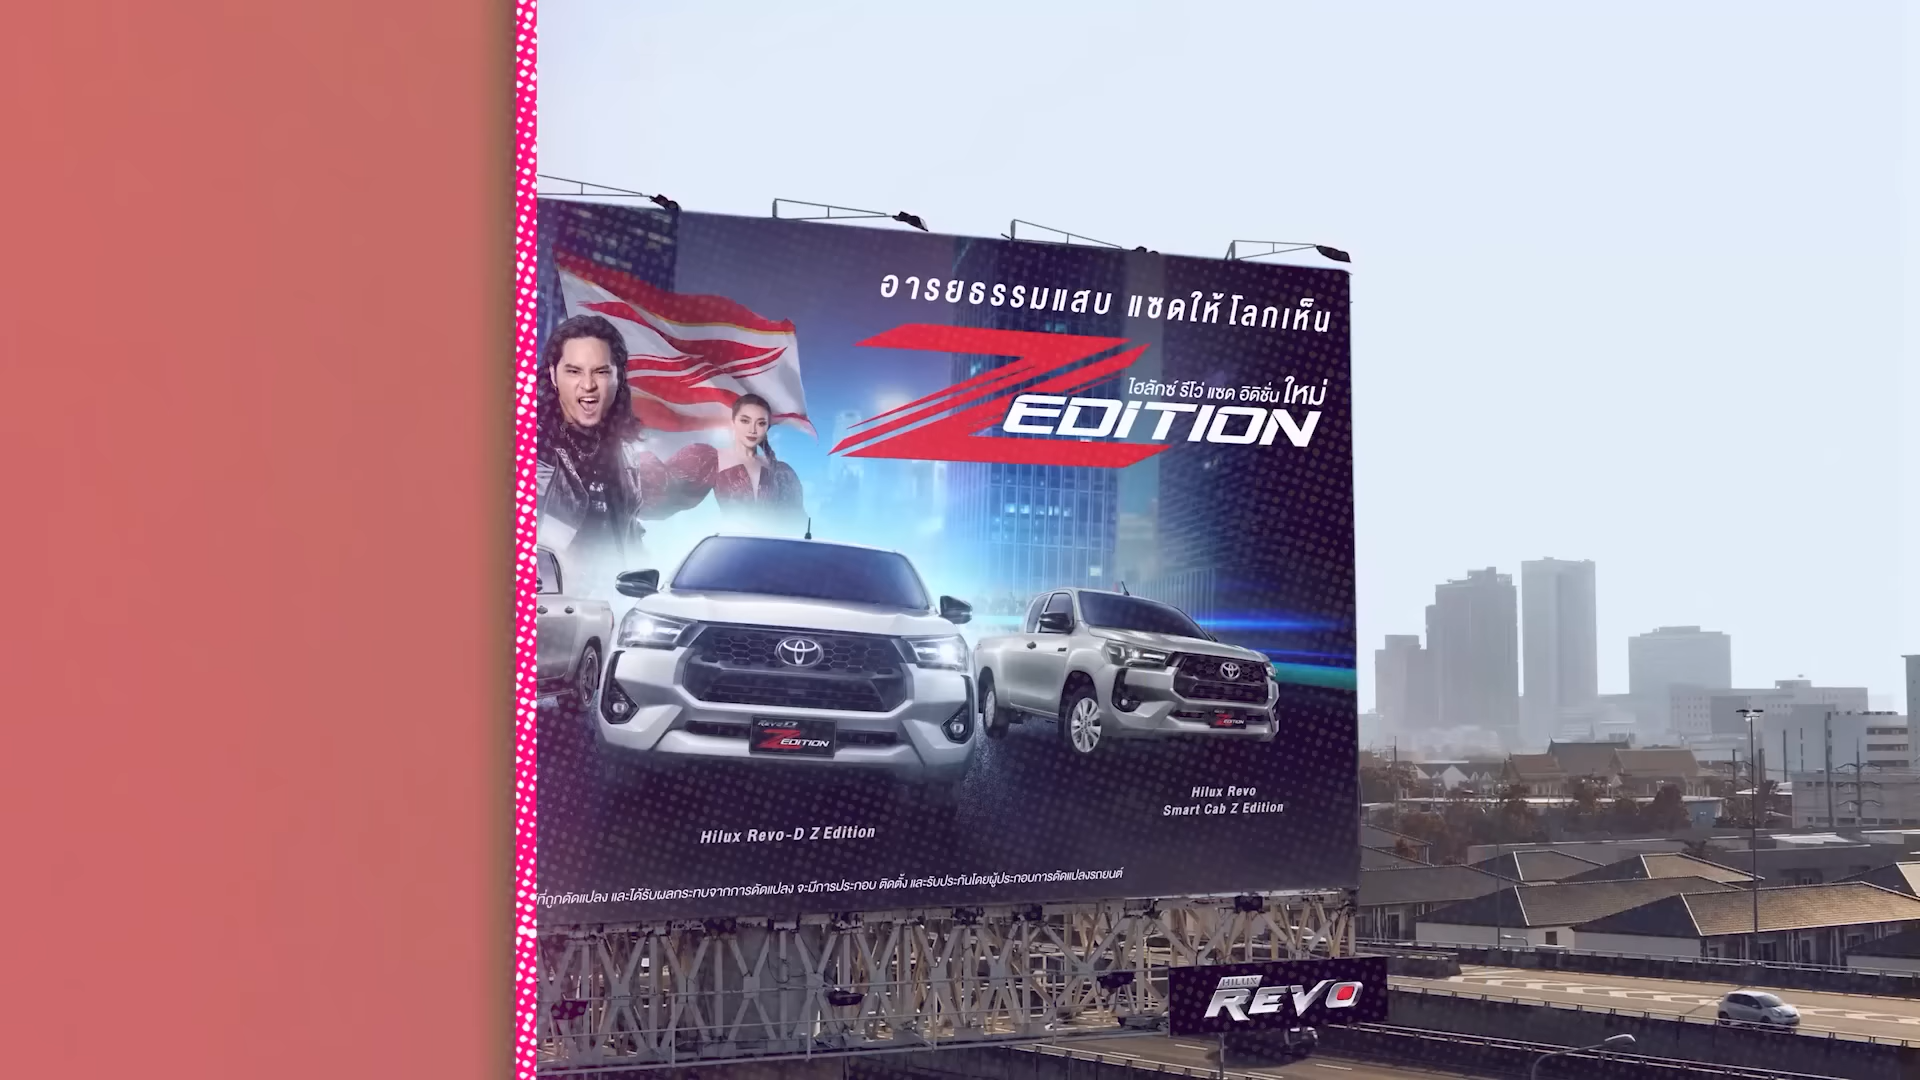 อารยธรรมแสบ แซดให้โลกเห็น
Z
ไฮลักซ์ รีโว่ แซด อิดิชั่น ใหม่
EDITION
Z EDITION
Z EDITION
Hilux Revo
Smart Cab Z Edition
Hilux Revo-D Z Edition
ที่ถูกดัดแปลง และได้รับผลกระทบจากการดัดแปลง จะมีการประกอบ ติดตั้ง และรับประกันโดยผู้ประกอบการดัดแปลงรถยนต์
HILUX
REVO